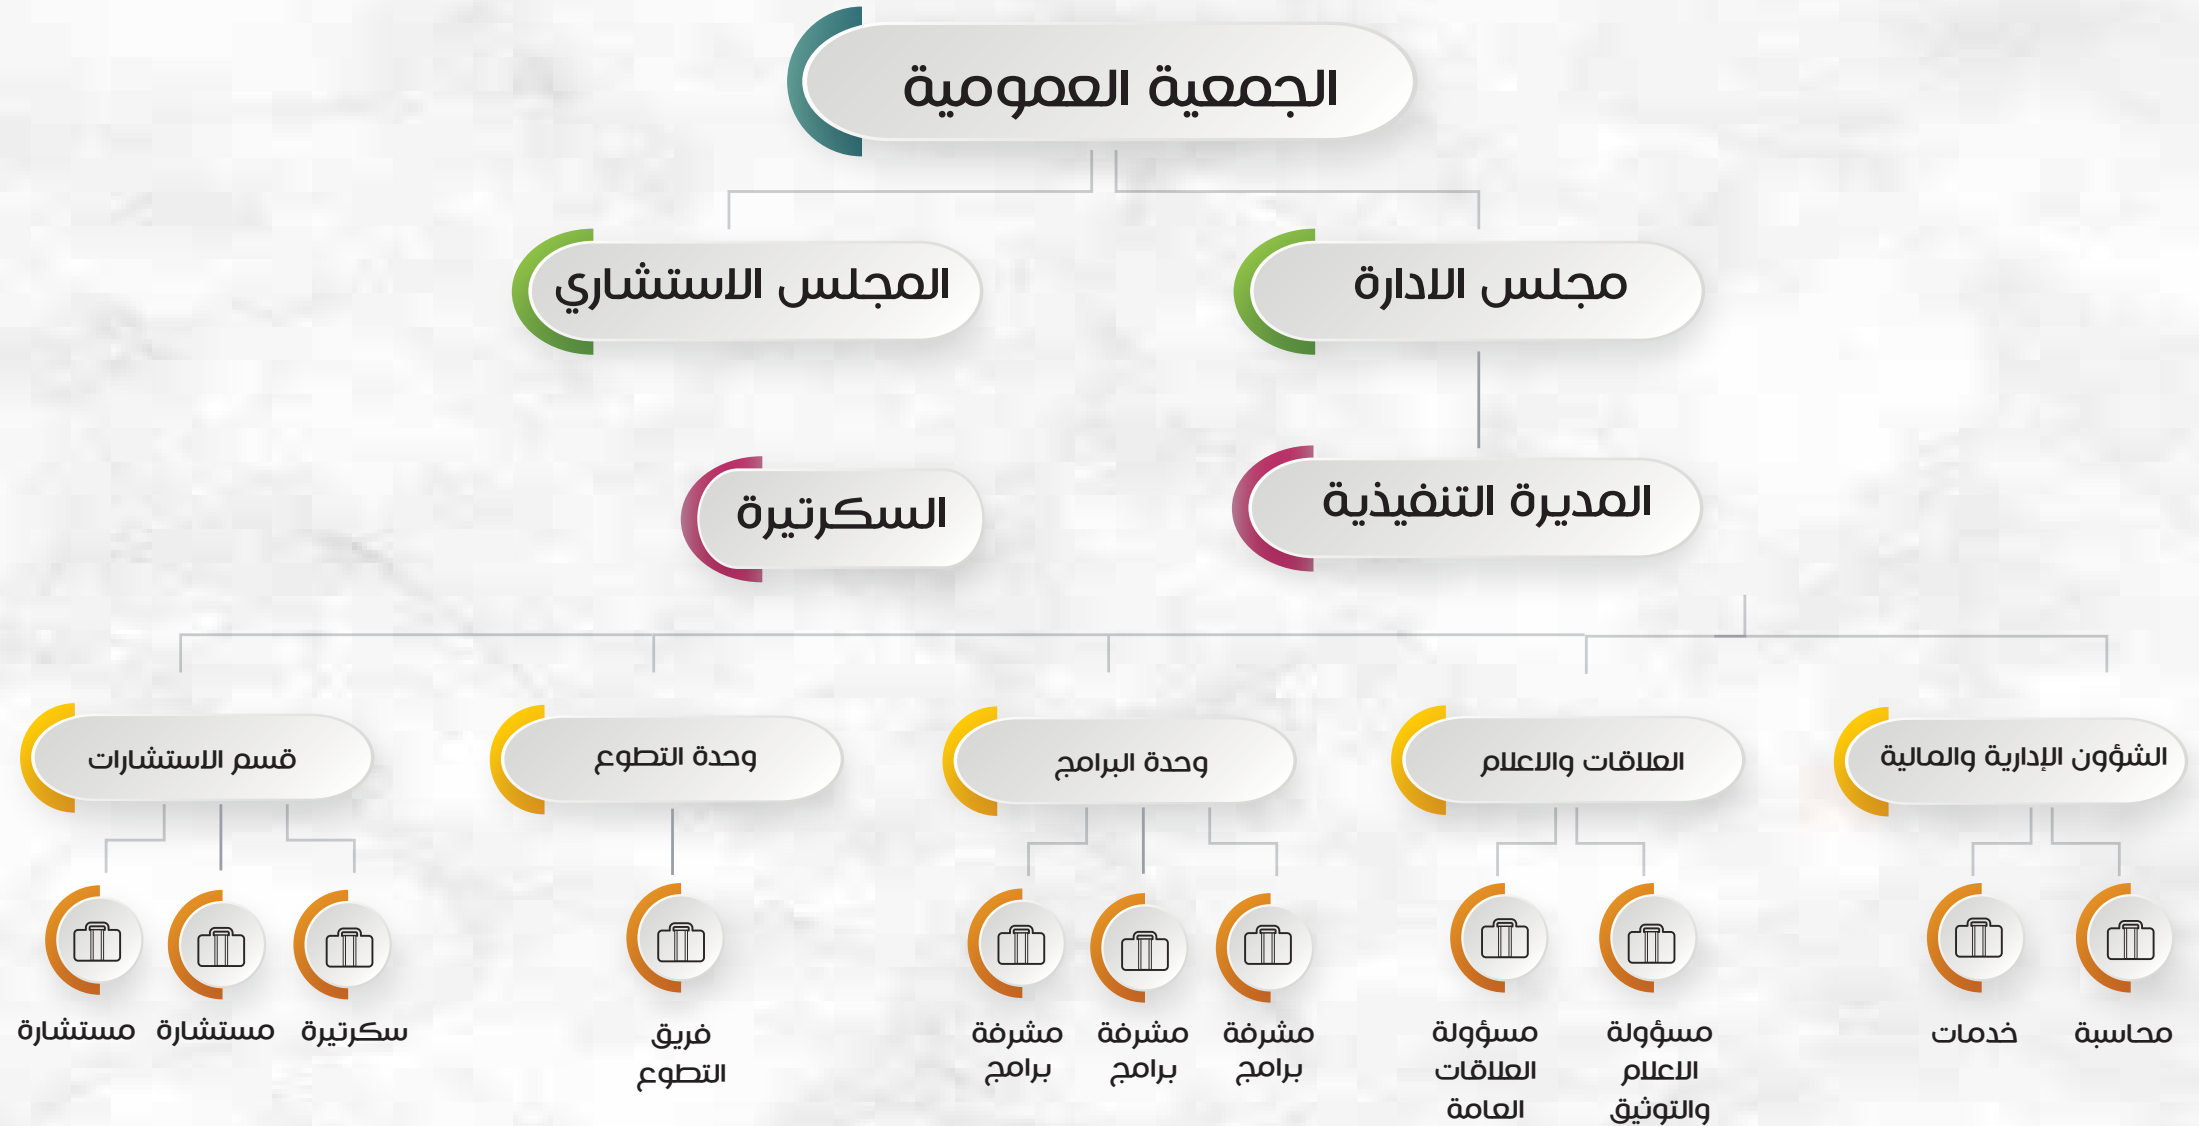 الجمعية العمومية
مجلس الادارة
المجلس الاستشاري
المديرة التنفيذية
السكرتيرة
الشؤون الإدارية والمالية
العلاقات والاعلام
وحدة البرامج
وحدة التطوع
قسم الاستشارات
محاسبة
خدمات
مسؤولة
الاعلام
والتوثيق
مسؤولة
العلاقات
العامة
مشرفة
برامج
مشرفة
برامج
مشرفة
برامج
فريق
التطوع
سكرتيرة
مستشارة
مستشارة